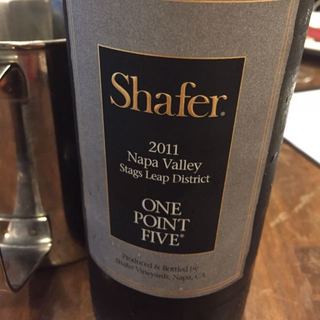 Shafer®
2011
Napa Valley
Stags Leap District
ONE
POINT
FIVE®
Produced & Bottled by
Shafer Vineyards, Napa, CA